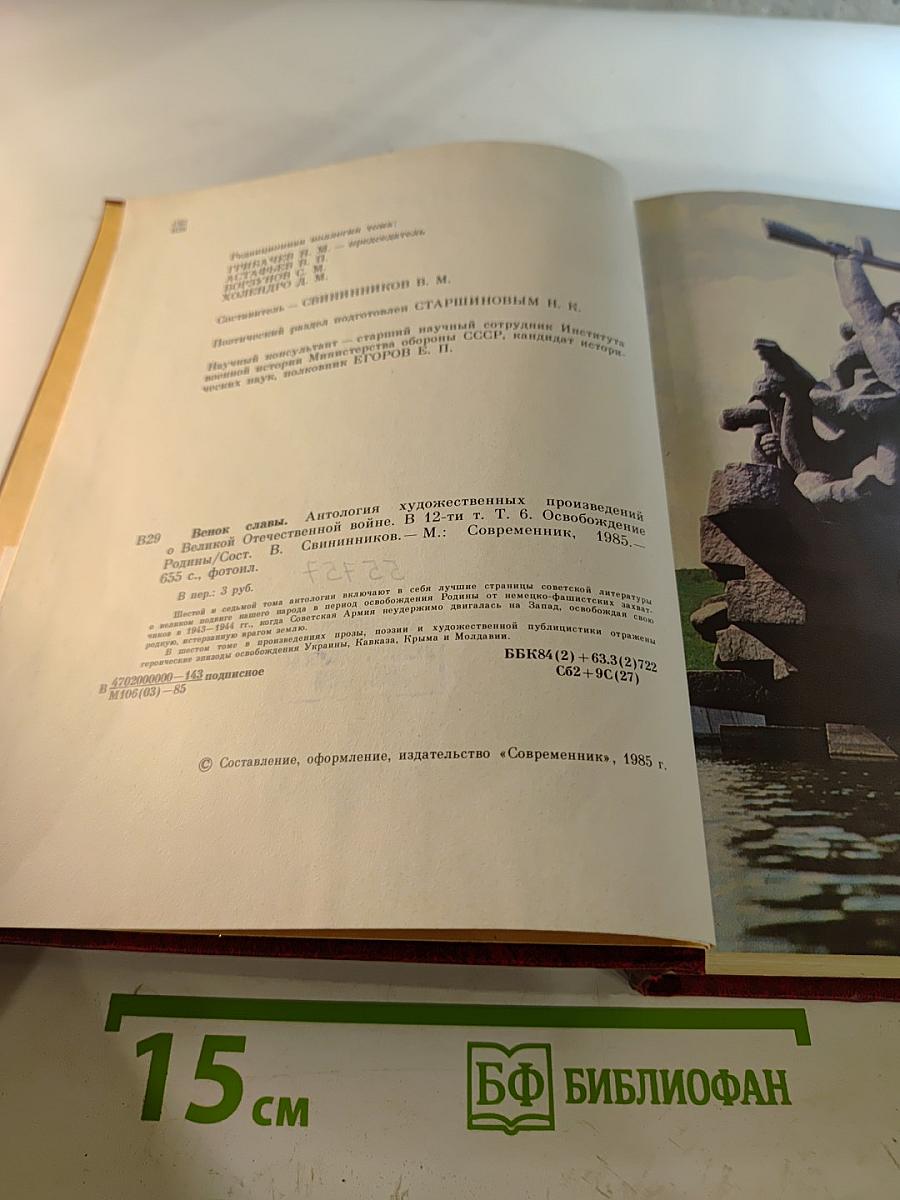 Редакционная коллегия тома:
ГРИБАЧЕВ Н. М. — председатель
АСТАФЬЕВ В. П.
БОРЗУНОВ С. М.
ХОЛЕНДРО Д. М.
Составитель — СВИНИННИКОВ В. М.
Поэтический раздел подготовлен СТАРШИНОВЫМ Н. К.
Научный консультант — старший научный сотрудник Института
военной истории Министерства обороны СССР, кандидат истори-
ческих наук, полковник ЕГОРОВ Е. П.
В29 Венок славы. Антология художественных произведений
о Великой Отечественной войне. В 12-ти т. Т. 6. Освобождение
Родины/Сост. В. Свининников.— М.: Современник, 1985.—
655 с., фотоил.
В пер.: 3 руб.
Шестой и седьмой тома антологии включают в себя лучшие страницы советской литературы
о великом подвиге нашего народа в период освобождения Родины от немецко-фашистских захват-
чиков в 1943—1944 гг., когда Советская Армия неудержимо двигалась на Запад, освобождая свою
родную, истерзанную врагом землю.
В шестом томе в произведениях прозы, поэзии и художественной публицистики отражены
героические эпизоды освобождения Украины, Кавказа, Крыма и Молдавии.
В 4702000000—143 подписное
М106(03)—85
ББК84(2)+63.3(2)722
Сб2+9С(27)
© Составление, оформление, издательство «Современник», 1985 г.
15 см
БФ БИБЛИОФАН